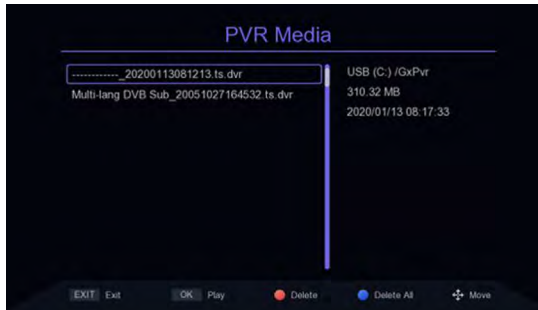 PVR Media
------------_20200113081213.ts.dvr
Multi-lang DVB Sub_20051027164532.ts.dvr
USB (C:) /GxPvr
310.32 MB
2020/01/13 08:17:33
EXIT Exit OK Play Delete Delete All Move